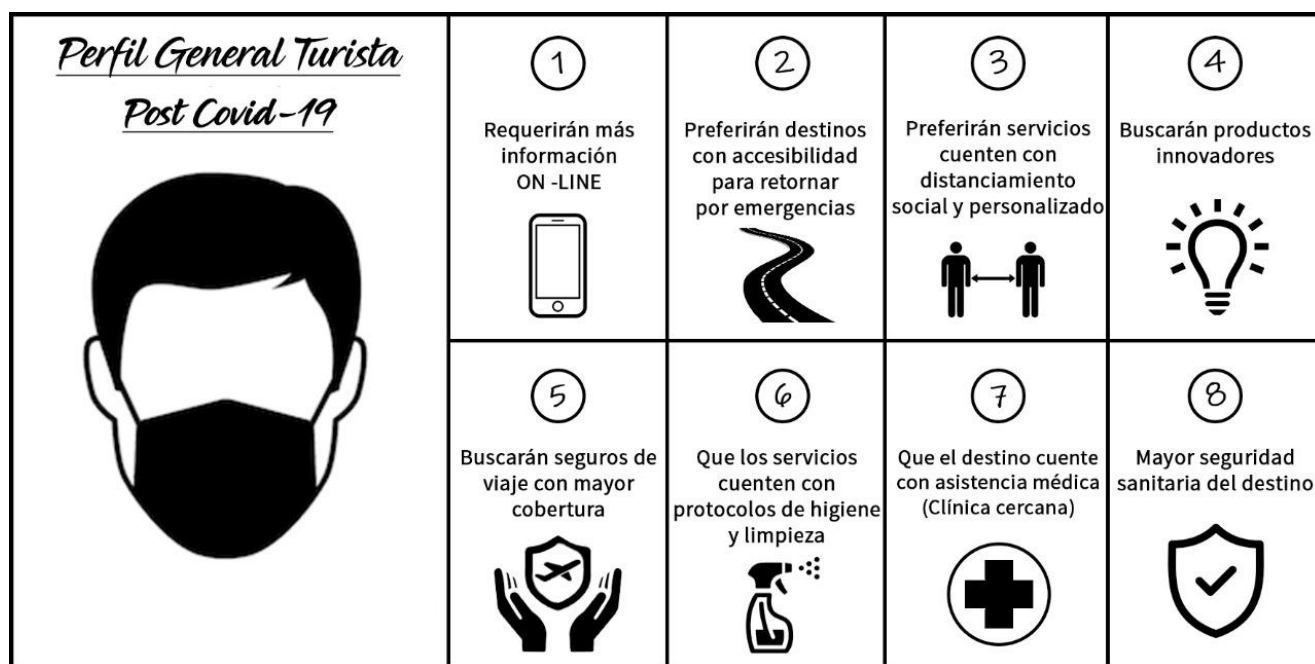 Perfil General Turista
Post Covid-19
1
Requerirán más
información
ON -LINE
2
Preferirán destinos
con accesibilidad
para retornar
por emergencias
3
Preferirán servicios
cuenten con
distanciamiento
social y personalizado
4
Buscarán productos
innovadores
5
Buscarán seguros de
viaje con mayor
cobertura
6
Que los servicios
cuenten con
protocolos de higiene
y limpieza
7
Que el destino cuente
con asistencia médica
(Clínica cercana)
8
Mayor seguridad
sanitaria del destino